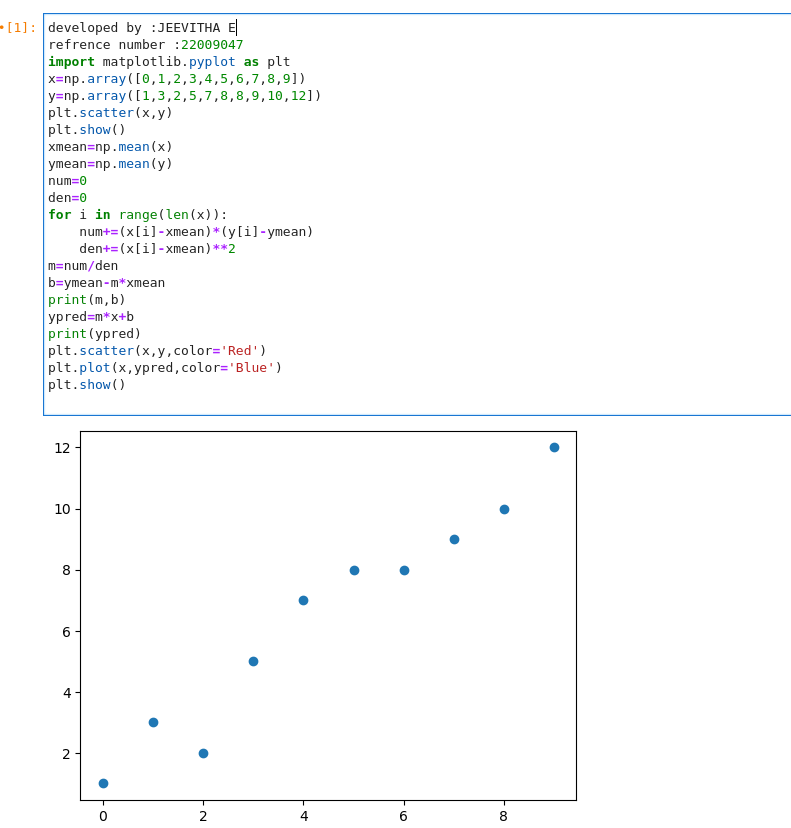 [1]:
developed by :JEEVITHA E
refrence number :22009047
import matplotlib.pyplot as plt
x=np.array([0,1,2,3,4,5,6,7,8,9])
y=np.array([1,3,2,5,7,8,8,9,10,12])
plt.scatter(x,y)
plt.show()
xmean=np.mean(x)
ymean=np.mean(y)
num=0
den=0
for i in range(len(x)):
    num+=(x[i]-xmean)*(y[i]-ymean)
    den+=(x[i]-xmean)**2
m=num/den
b=ymean-m*xmean
print(m,b)
ypred=m*x+b
print(ypred)
plt.scatter(x,y,color='Red')
plt.plot(x,ypred,color='Blue')
plt.show()
12
10
8
6
4
2
0 2 4 6 8